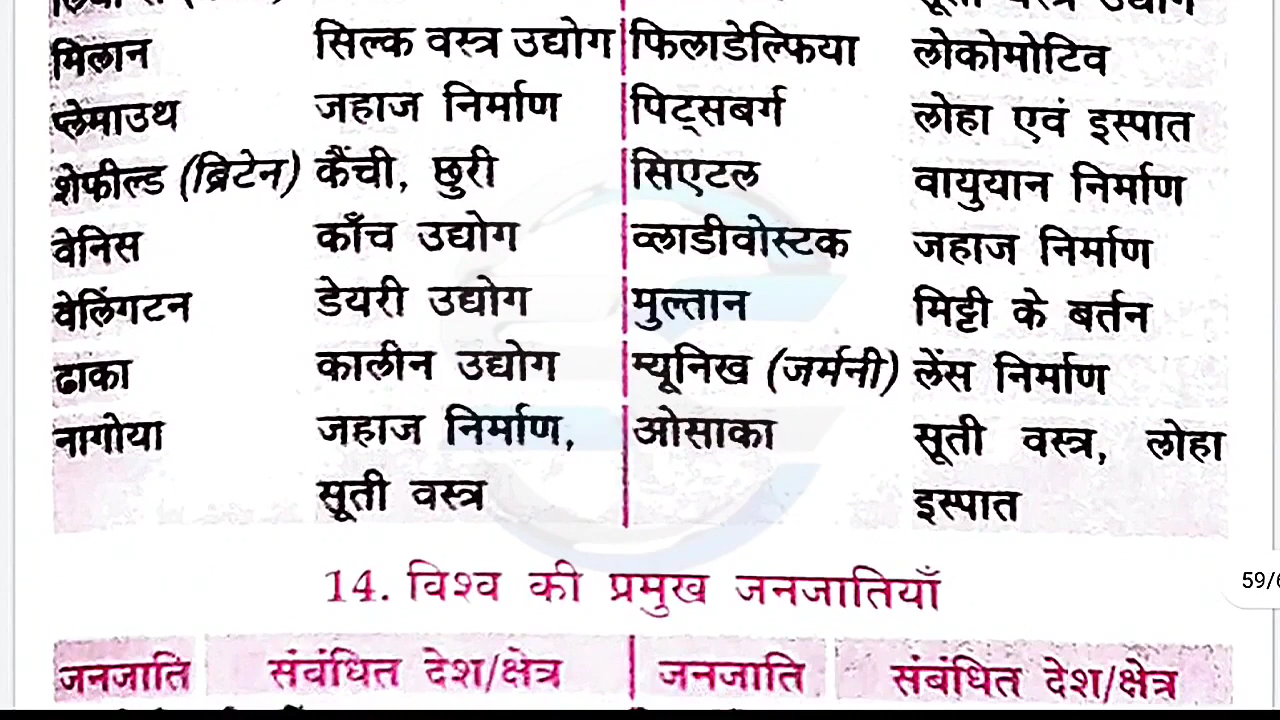 मिलान सिल्क वस्त्र उद्योग फिलाडेल्फिया लोकोमोटिव
प्लेमाउथ जहाज निर्माण पिट्सबर्ग लोहा एवं इस्पात
शेफील्ड (ब्रिटेन) कैंची, छुरी सिएटल वायुयान निर्माण
वेनिस काँच उद्योग व्लाडीवोस्टक जहाज निर्माण
वेलिंगटन डेयरी उद्योग मुल्तान मिट्टी के बर्तन
ढाका कालीन उद्योग म्यूनिख (जर्मनी) लेंस निर्माण
नागोया जहाज निर्माण, ओसाका सूती वस्त्र, लोहा
सूती वस्त्र इस्पात
14. विश्व की प्रमुख जनजातियाँ
59/6
जनजाति संबंधित देश/क्षेत्र जनजाति संबंधित देश/क्षेत्र